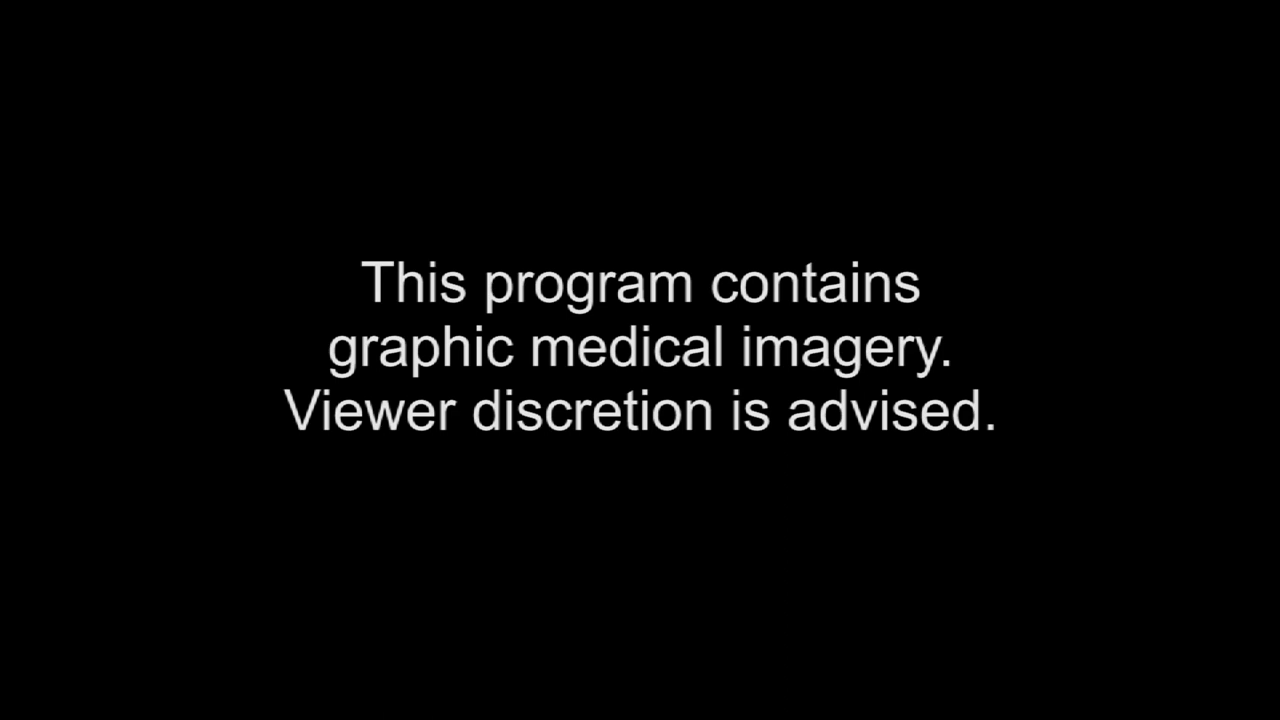 This program contains
graphic medical imagery.
Viewer discretion is advised.